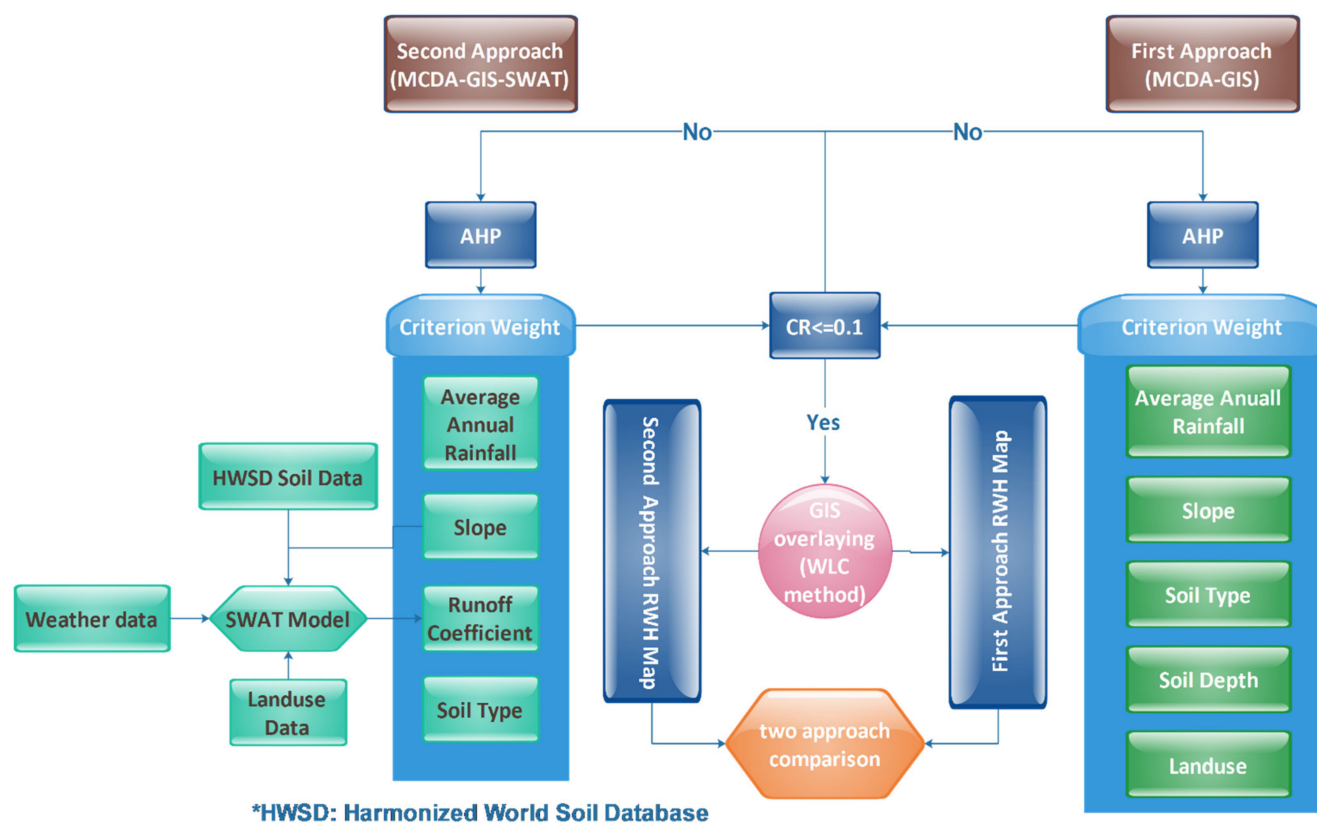 Second Approach
(MCDA-GIS-SWAT)
First Approach
(MCDA-GIS)
No
No
AHP
AHP
Criterion Weight
CR<=0.1
Criterion Weight
Average
Annual
Rainfall
Average Anuall
Rainfall
Yes
Second Approach RWH Map
First Approach RWH Map
HWSD Soil Data
Slope
GIS
overlaying
(WLC
method)
Slope
Weather data
SWAT Model
Runoff
Coefficient
Soil Type
Landuse
Data
Soil Type
Soil Depth
two approach
comparison
Landuse
*HWSD: Harmonized World Soil Database